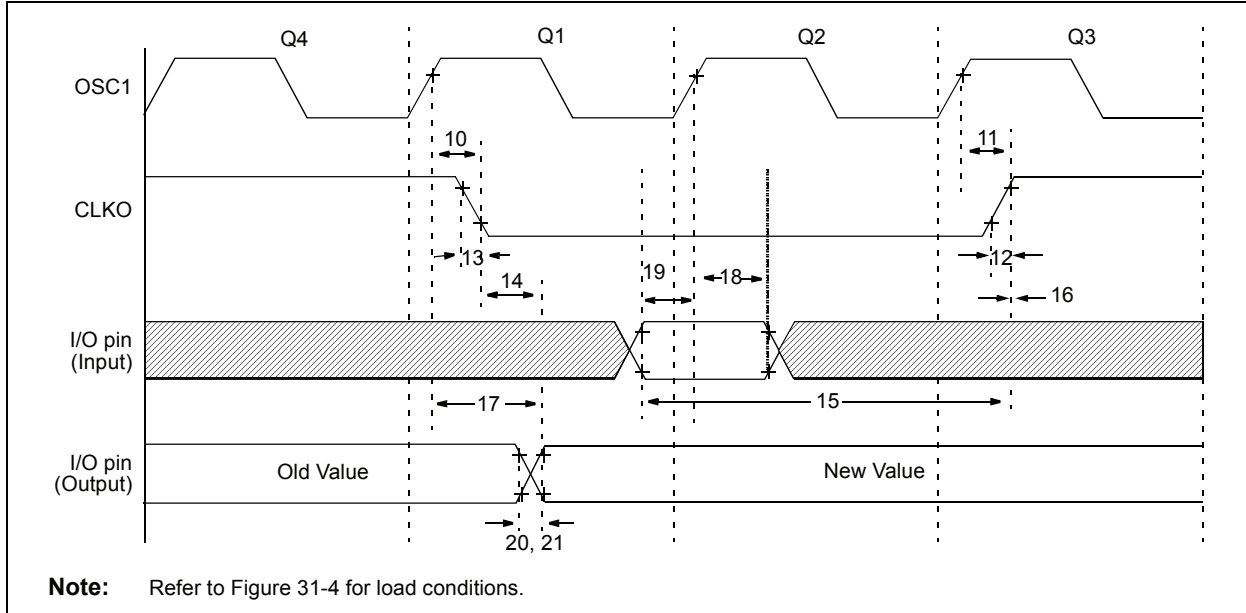 Q4 Q1 Q2 Q3
OSC1
10 11
CLKO
13 12
14 19 18 16
I/O pin
(Input)
17 15
I/O pin
(Output)
Old Value New Value
20, 21
Note: Refer to Figure 31-4 for load conditions.